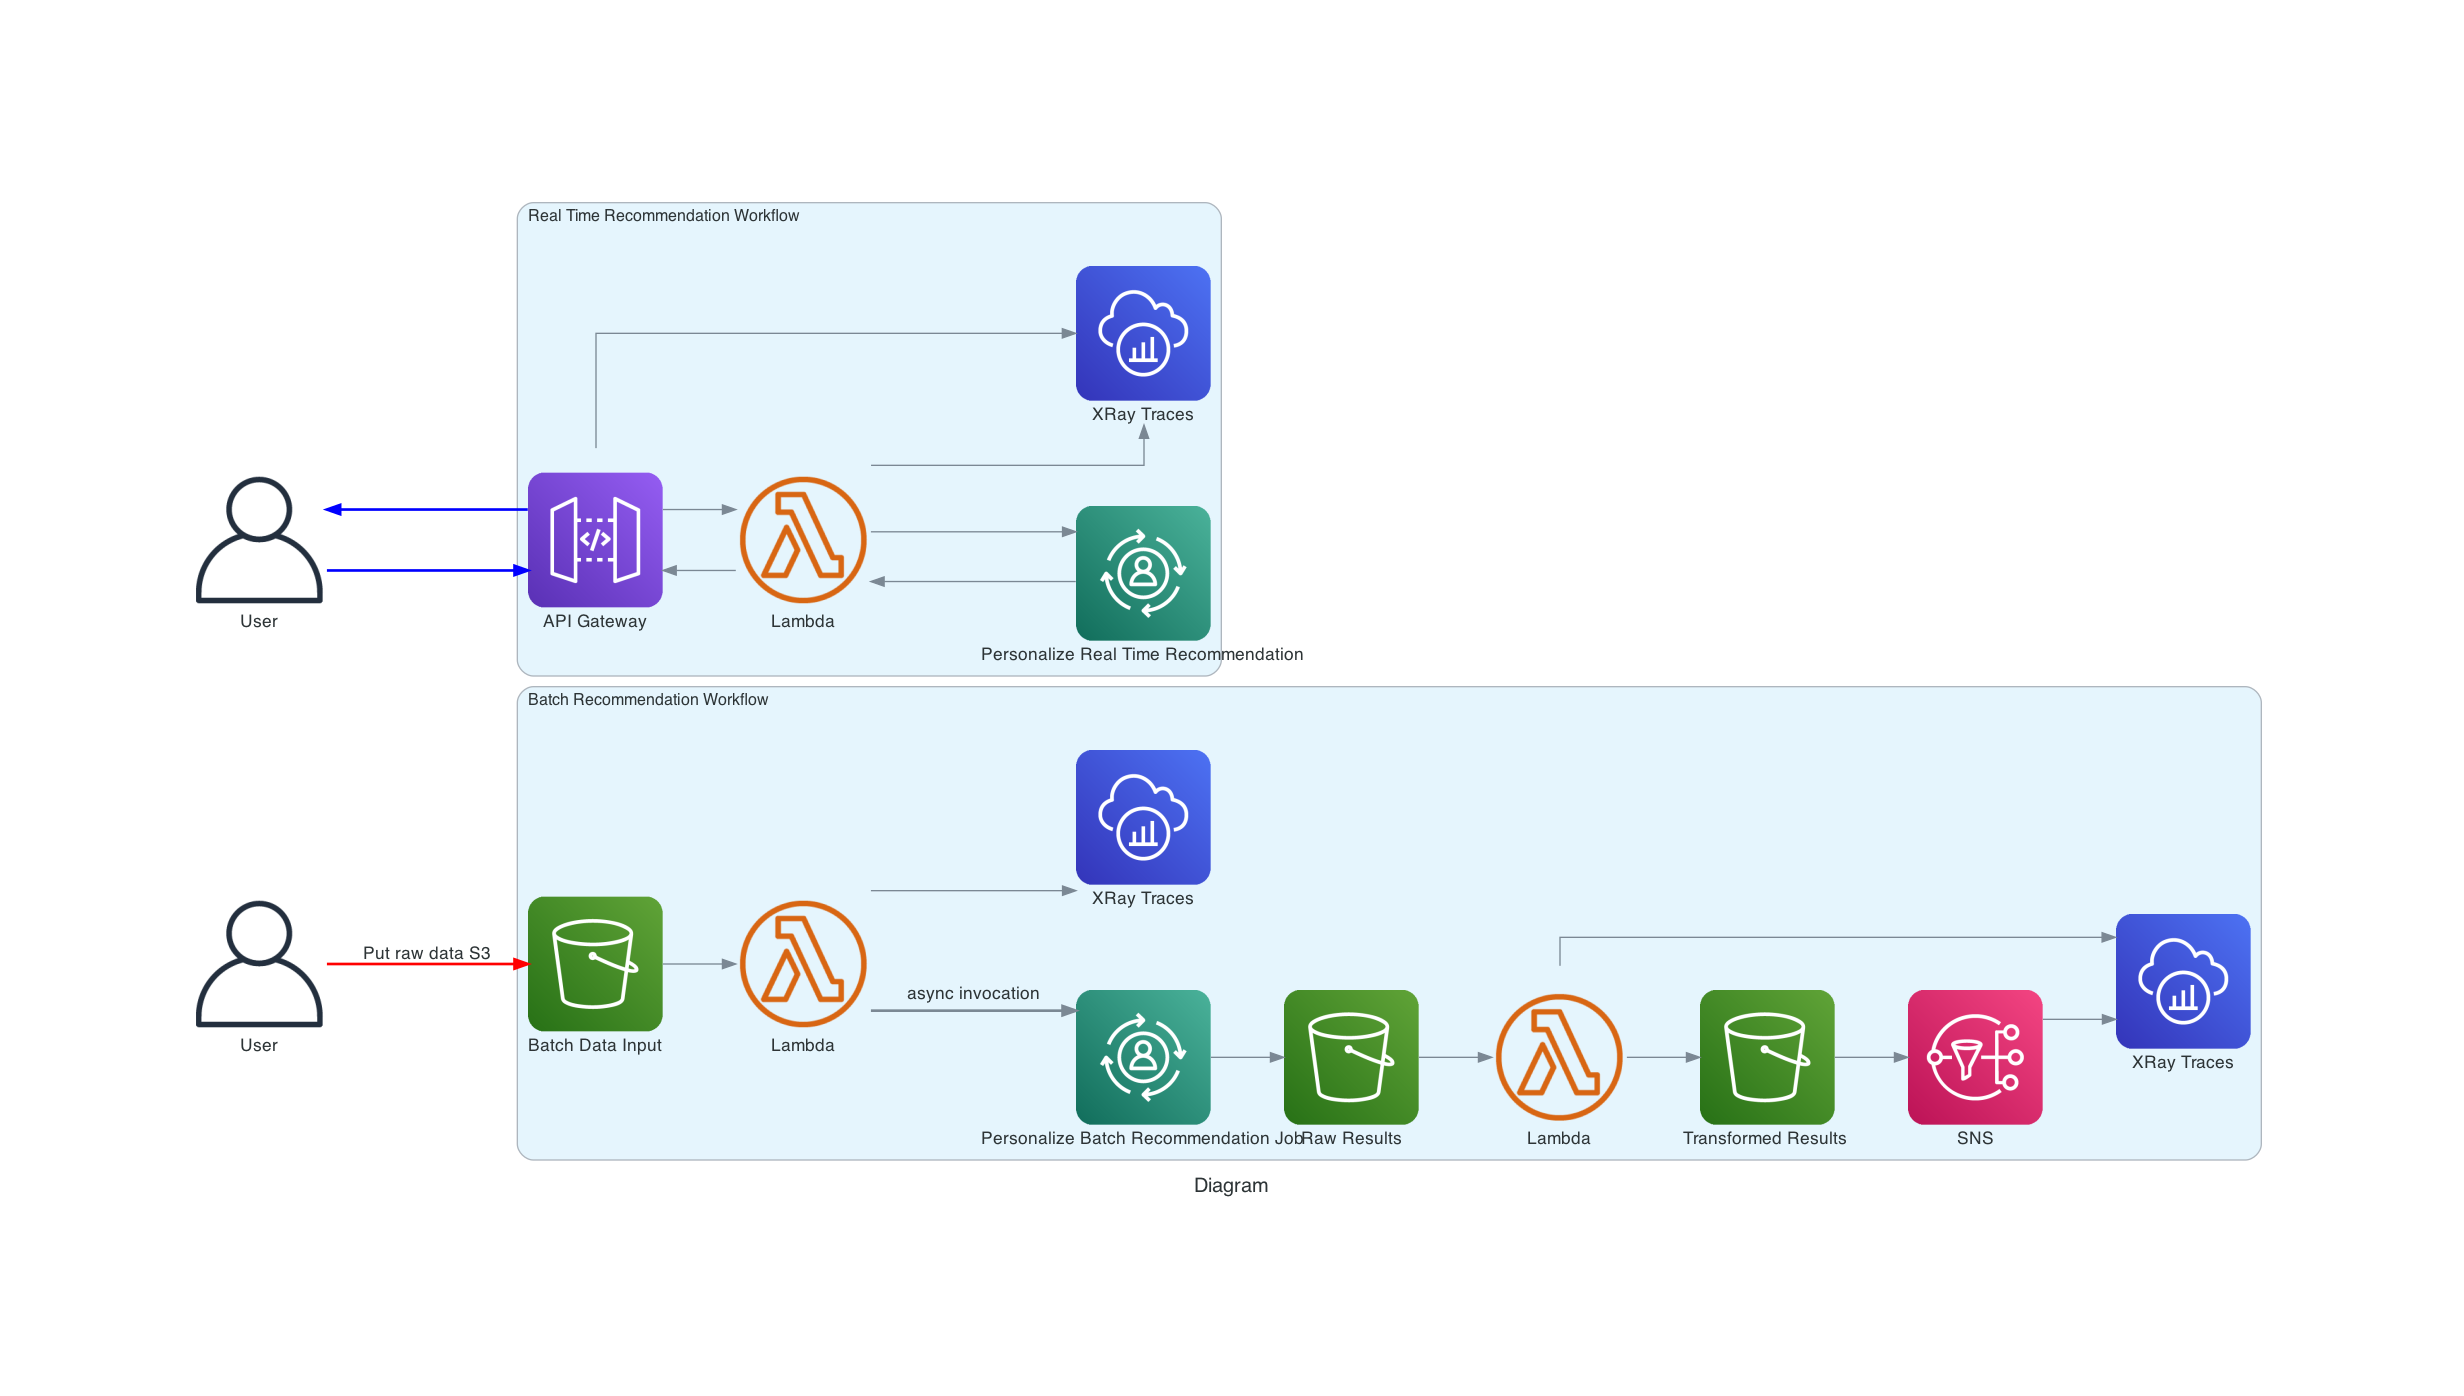 Real Time Recommendation Workflow
XRay Traces
User
API Gateway
Lambda
Personalize Real Time Recommendation
Batch Recommendation Workflow
XRay Traces
Put raw data S3
async invocation
User
Batch Data Input
Lambda
XRay Traces
Personalize Batch Recommendation Job
Raw Results
Lambda
Transformed Results
SNS
Diagram